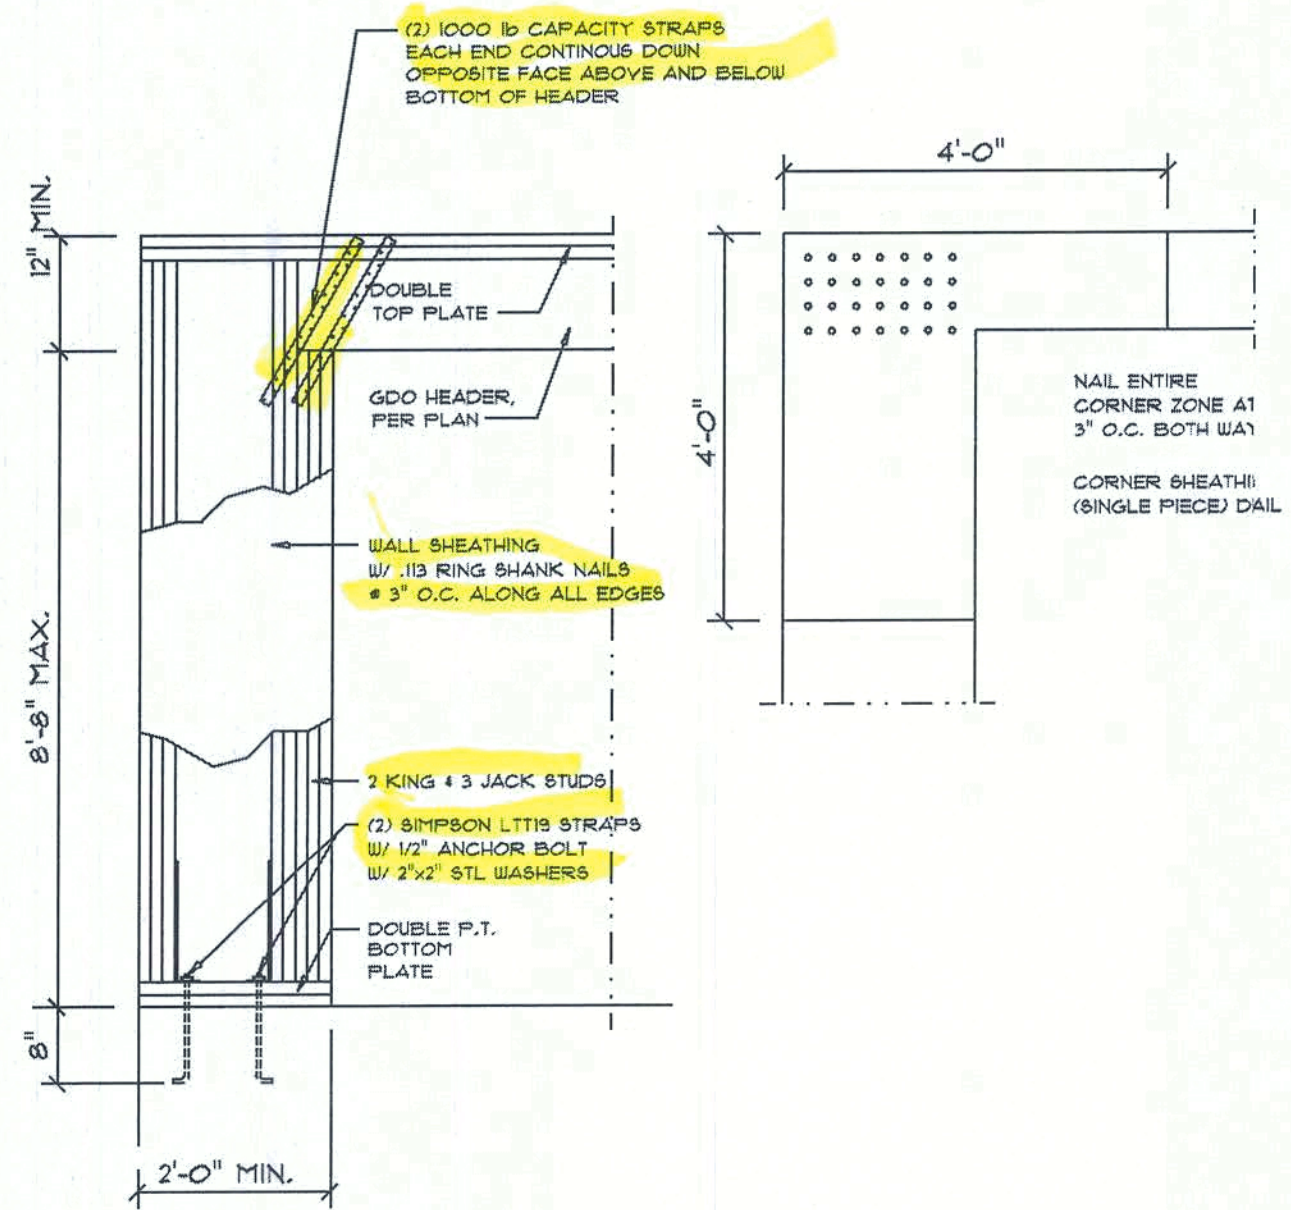 (2) 1000 lb CAPACITY STRAPS
EACH END CONTINOUS DOWN
OPPOSITE FACE ABOVE AND BELOW
BOTTOM OF HEADER
4'-0"
12" MIN.
DOUBLE
TOP PLATE
GDO HEADER,
PER PLAN
4'-0"
NAIL ENTIRE
CORNER ZONE AT
3" O.C. BOTH WAY
CORNER SHEATHI
(SINGLE PIECE) DAIL
WALL SHEATHING
W/ .113 RING SHANK NAILS
@ 3" O.C. ALONG ALL EDGES
8'-8" MAX.
2 KING & 3 JACK STUDS
(2) SIMPSON LTT19 STRAPS
W/ 1/2" ANCHOR BOLT
W/ 2"x2" STL WASHERS
DOUBLE P.T.
BOTTOM
PLATE
8"
2'-0" MIN.